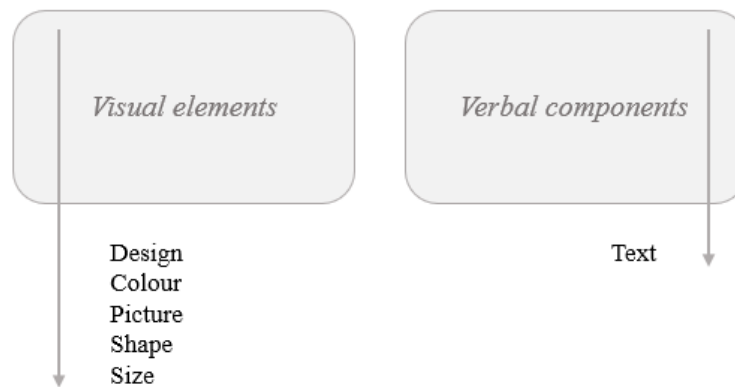 Visual elements
Verbal components
Design
Colour
Picture
Shape
Size
Text